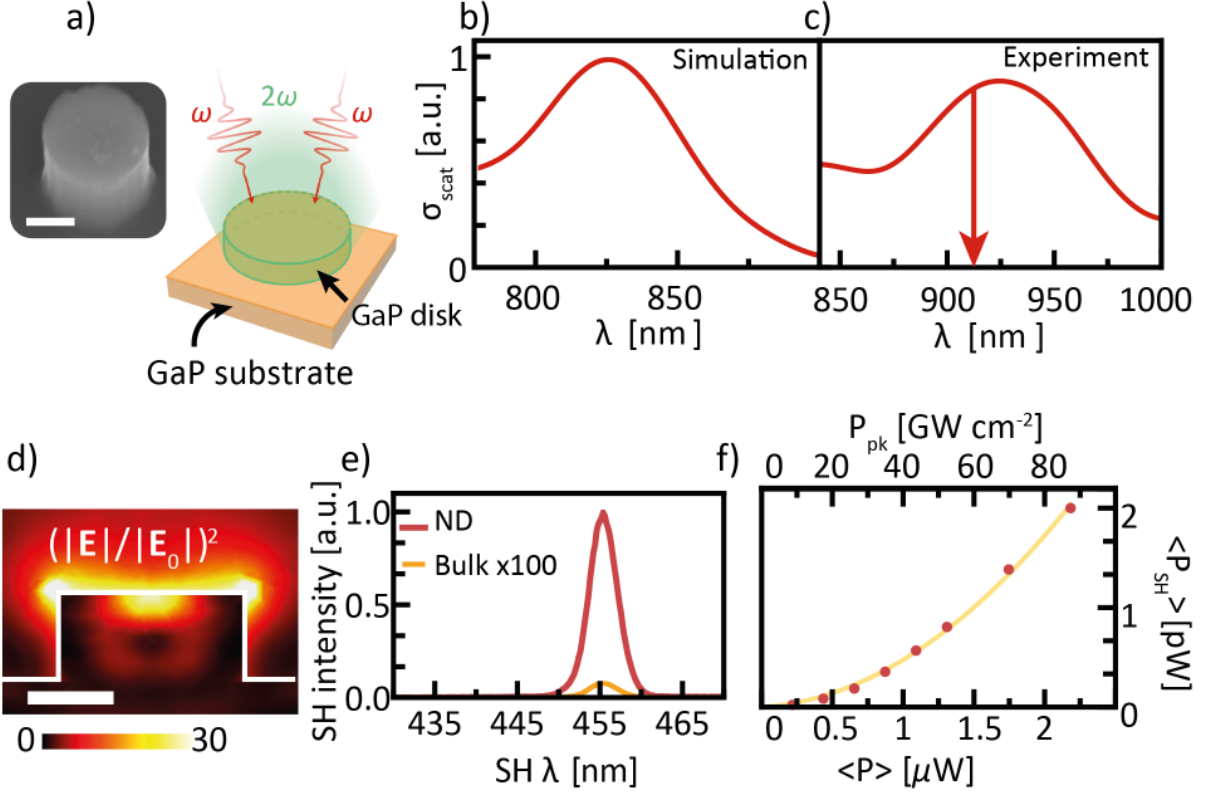 a)
ω
2ω
ω
GaP disk
GaP substrate
b)
Simulation
1
0
σscat [a.u.]
800
850
λ [nm]
c)
Experiment
850
900
950
1000
λ [nm]
d)
(|E|/|E₀|)²
0
30
e)
ND
Bulk x100
1.0
0.5
0.0
SH intensity [a.u.]
435
445
455
465
SH λ [nm]
f)
Ppk [GW cm⁻²]
0
20
40
60
80
2
1
0
<PSH> [pW]
0
0.5
1
1.5
2
<P> [μW]